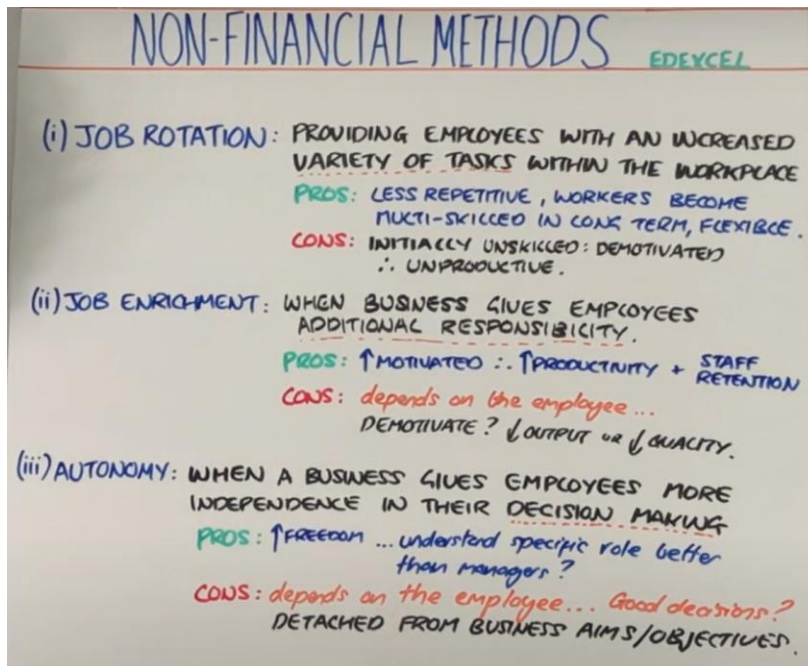 NON-FINANCIAL METHODS EDEXCEL
(i) JOB ROTATION: PROVIDING EMPLOYEES WITH AN INCREASED
VARIETY OF TASKS WITHIN THE WORKPLACE
PROS: LESS REPETITIVE, WORKERS BECOME
MULTI-SKILLED IN LONG TERM, FLEXIBLE.
CONS: INITIALLY UNSKILLED: DEMOTIVATED
∴ UNPRODUCTIVE.
(ii) JOB ENRICHMENT: WHEN BUSINESS GIVES EMPLOYEES
ADDITIONAL RESPONSIBILITY.
PROS: ↑MOTIVATED ∴ ↑PRODUCTIVITY + STAFF
RETENTION
CONS: depends on the employee...
DEMOTIVATE? ↓OUTPUT or ↓QUALITY.
(iii) AUTONOMY: WHEN A BUSINESS GIVES EMPLOYEES MORE
INDEPENDENCE IN THEIR DECISION MAKING
PROS: ↑FREEDOM ... understand specific role better
than managers?
CONS: depends on the employee... Good decisions?
DETACHED FROM BUSINESS AIMS/OBJECTIVES.